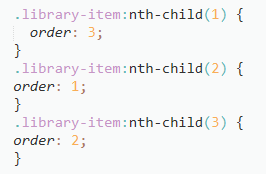 .library-item:nth-child(1) {
  order: 3;
}
.library-item:nth-child(2) {
order: 1;
}
.library-item:nth-child(3) {
order: 2;
}